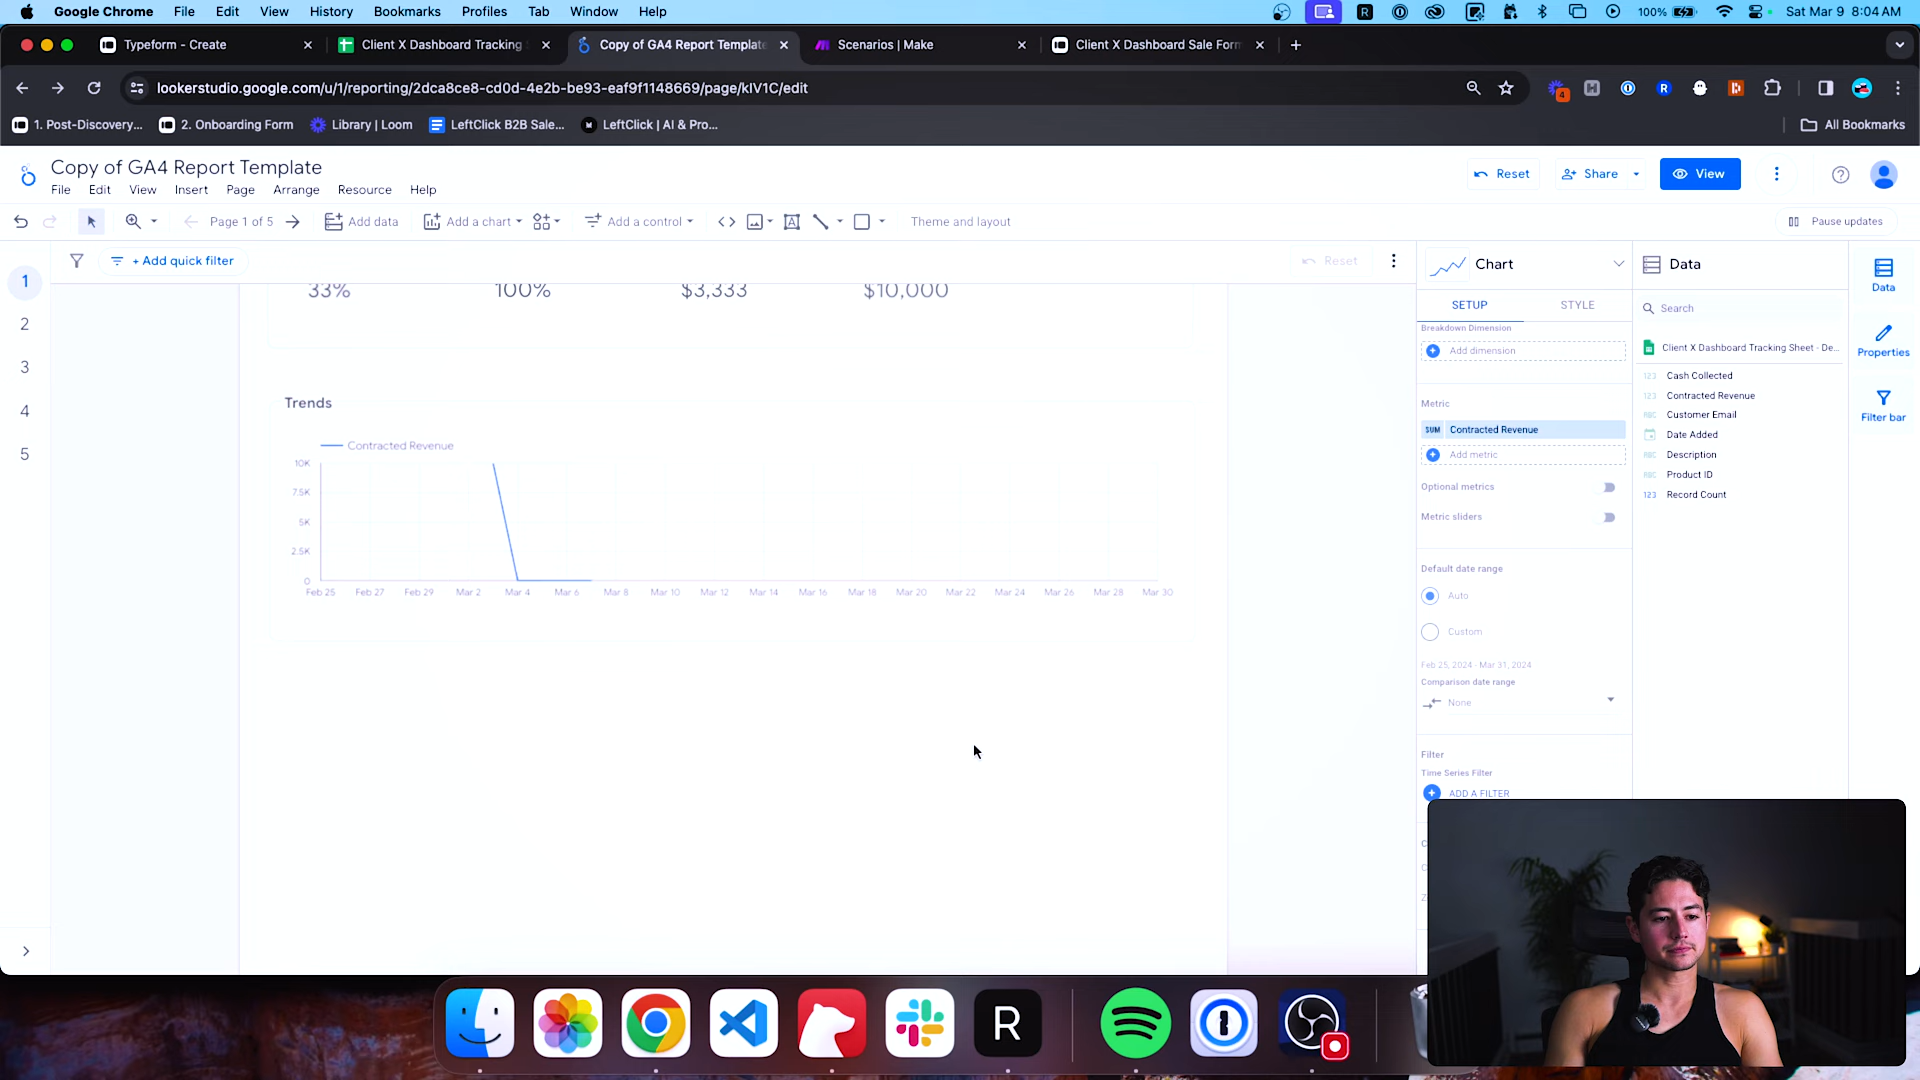 Google Chrome File Edit View History Bookmarks Profiles Tab Window Help 100% Sat Mar 9 8:04 AM
Typeform - Create
Client X Dashboard Tracking
Copy of GA4 Report Template
Scenarios | Make
Client X Dashboard Sale Form
lookerstudio.google.com/u/1/reporting/2dca8ce8-cd0d-4e2b-be93-eaf9f1148669/page/kIV1C/edit
4
1. Post-Discovery... 2. Onboarding Form Library | Loom LeftClick B2B Sale... LeftClick | AI & Pro... All Bookmarks
Copy of GA4 Report Template
File Edit View Insert Page Arrange Resource Help
Reset Share View
Page 1 of 5 Add data Add a chart Add a control Theme and layout Pause updates
+ Add quick filter Reset
1
2
3
4
5
33% 100% $3,333 $10,000
Trends
Contracted Revenue
10K
7.5K
5K
2.5K
0
Feb 25 Feb 27 Feb 29 Mar 2 Mar 4 Mar 6 Mar 8 Mar 10 Mar 12 Mar 14 Mar 16 Mar 18 Mar 20 Mar 22 Mar 24 Mar 26 Mar 28 Mar 30
Chart
SETUP STYLE
Breakdown Dimension
Add dimension
Metric
SUM Contracted Revenue
Add metric
Optional metrics
Metric sliders
Default date range
Auto
Custom
Feb 25, 2024 - Mar 31, 2024
Comparison date range
None
Filter
Time Series Filter
ADD A FILTER
Data
Search
Client X Dashboard Tracking Sheet - De...
123 Cash Collected
123 Contracted Revenue
RBC Customer Email
Date Added
RBC Description
RBC Product ID
123 Record Count
Data
Properties
Filter bar
R